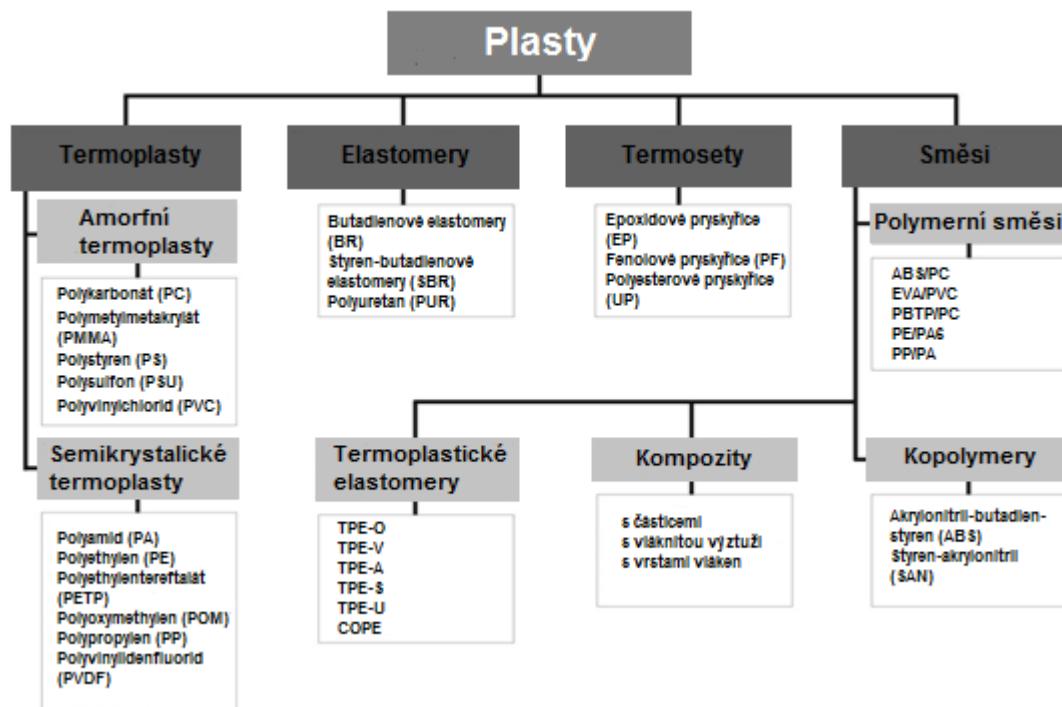 Plasty
Termoplasty
Elastomery
Termosety
Směsi
Amorfní
termoplasty
Polykarbonát (PC)
Polymetylmetakrylát
(PMMA)
Polystyren (PS)
Polysulfon (PSU)
Polyvinylchlorid (PVC)
Semikrystalické
termoplasty
Polyamid (PA)
Polyethylen (PE)
Polyethylentereftalát
(PETP)
Polyoxymethylen (POM)
Polypropylen (PP)
Polyvinylidenfluorid
(PVDF)
Butadienové elastomery
(BR)
Styren-butadienové
elastomery (SBR)
Polyuretan (PUR)
Epoxidové pryskyřice
(EP)
Fenolové pryskyřice (PF)
Polyesterové pryskyřice
(UP)
Polymerní směsi
ABS/PC
EVA/PVC
PBTP/PC
PE/PA6
PP/PA
Termoplastické
elastomery
TPE-O
TPE-V
TPE-A
TPE-S
TPE-U
COPE
Kompozity
s částicemi
s vláknitou výztuží
s vrstami vláken
Kopolymery
Akrylonitril-butadien-
styren (ABS)
Styren-akrylonitril
(SAN)